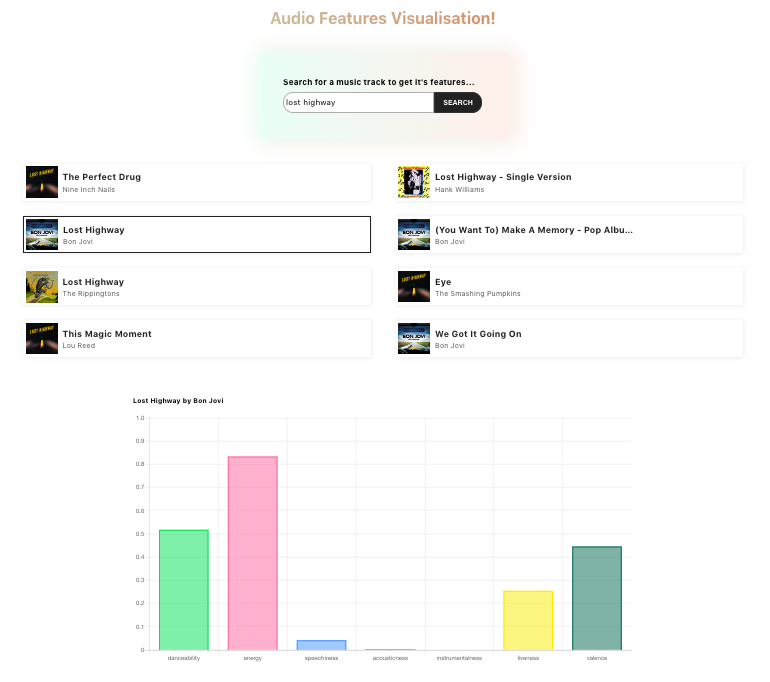 Audio Features Visualisation!
Search for a music track to get it's features...
lost highway
SEARCH
The Perfect Drug
Nine Inch Nails
Lost Highway - Single Version
Hank Williams
Lost Highway
Bon Jovi
(You Want To) Make A Memory - Pop Albu...
Bon Jovi
Lost Highway
The Rippingtons
Eye
The Smashing Pumpkins
This Magic Moment
Lou Reed
We Got It Going On
Bon Jovi
Lost Highway by Bon Jovi
1.0
0.9
0.8
0.7
0.6
0.5
0.4
0.3
0.2
0.1
0
danceability
energy
speechiness
acousticness
instrumentalness
liveness
valence